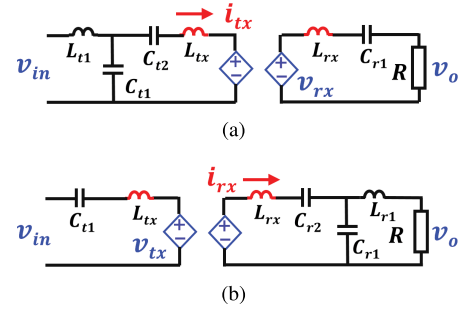 i_tx
L_t1 C_t2 L_tx L_rx C_r1
v_in C_t1 v_rx R v_o
(a)
i_rx
C_t1 L_tx L_rx C_r2 L_r1
v_in v_tx C_r1 R v_o
(b)